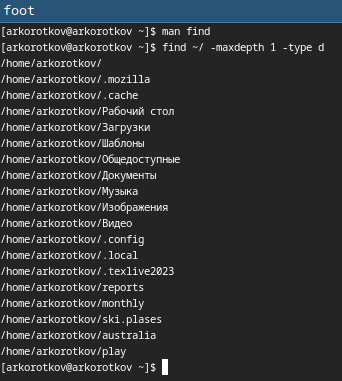 foot
[arkorotkov@arkorotkov ~]$ man find
[arkorotkov@arkorotkov ~]$ find ~/ -maxdepth 1 -type d
/home/arkorotkov/
/home/arkorotkov/.mozilla
/home/arkorotkov/.cache
/home/arkorotkov/Рабочий стол
/home/arkorotkov/Загрузки
/home/arkorotkov/Шаблоны
/home/arkorotkov/Общедоступные
/home/arkorotkov/Документы
/home/arkorotkov/Музыка
/home/arkorotkov/Изображения
/home/arkorotkov/Видео
/home/arkorotkov/.config
/home/arkorotkov/.local
/home/arkorotkov/.texlive2023
/home/arkorotkov/reports
/home/arkorotkov/monthly
/home/arkorotkov/ski.plases
/home/arkorotkov/australia
/home/arkorotkov/play
[arkorotkov@arkorotkov ~]$